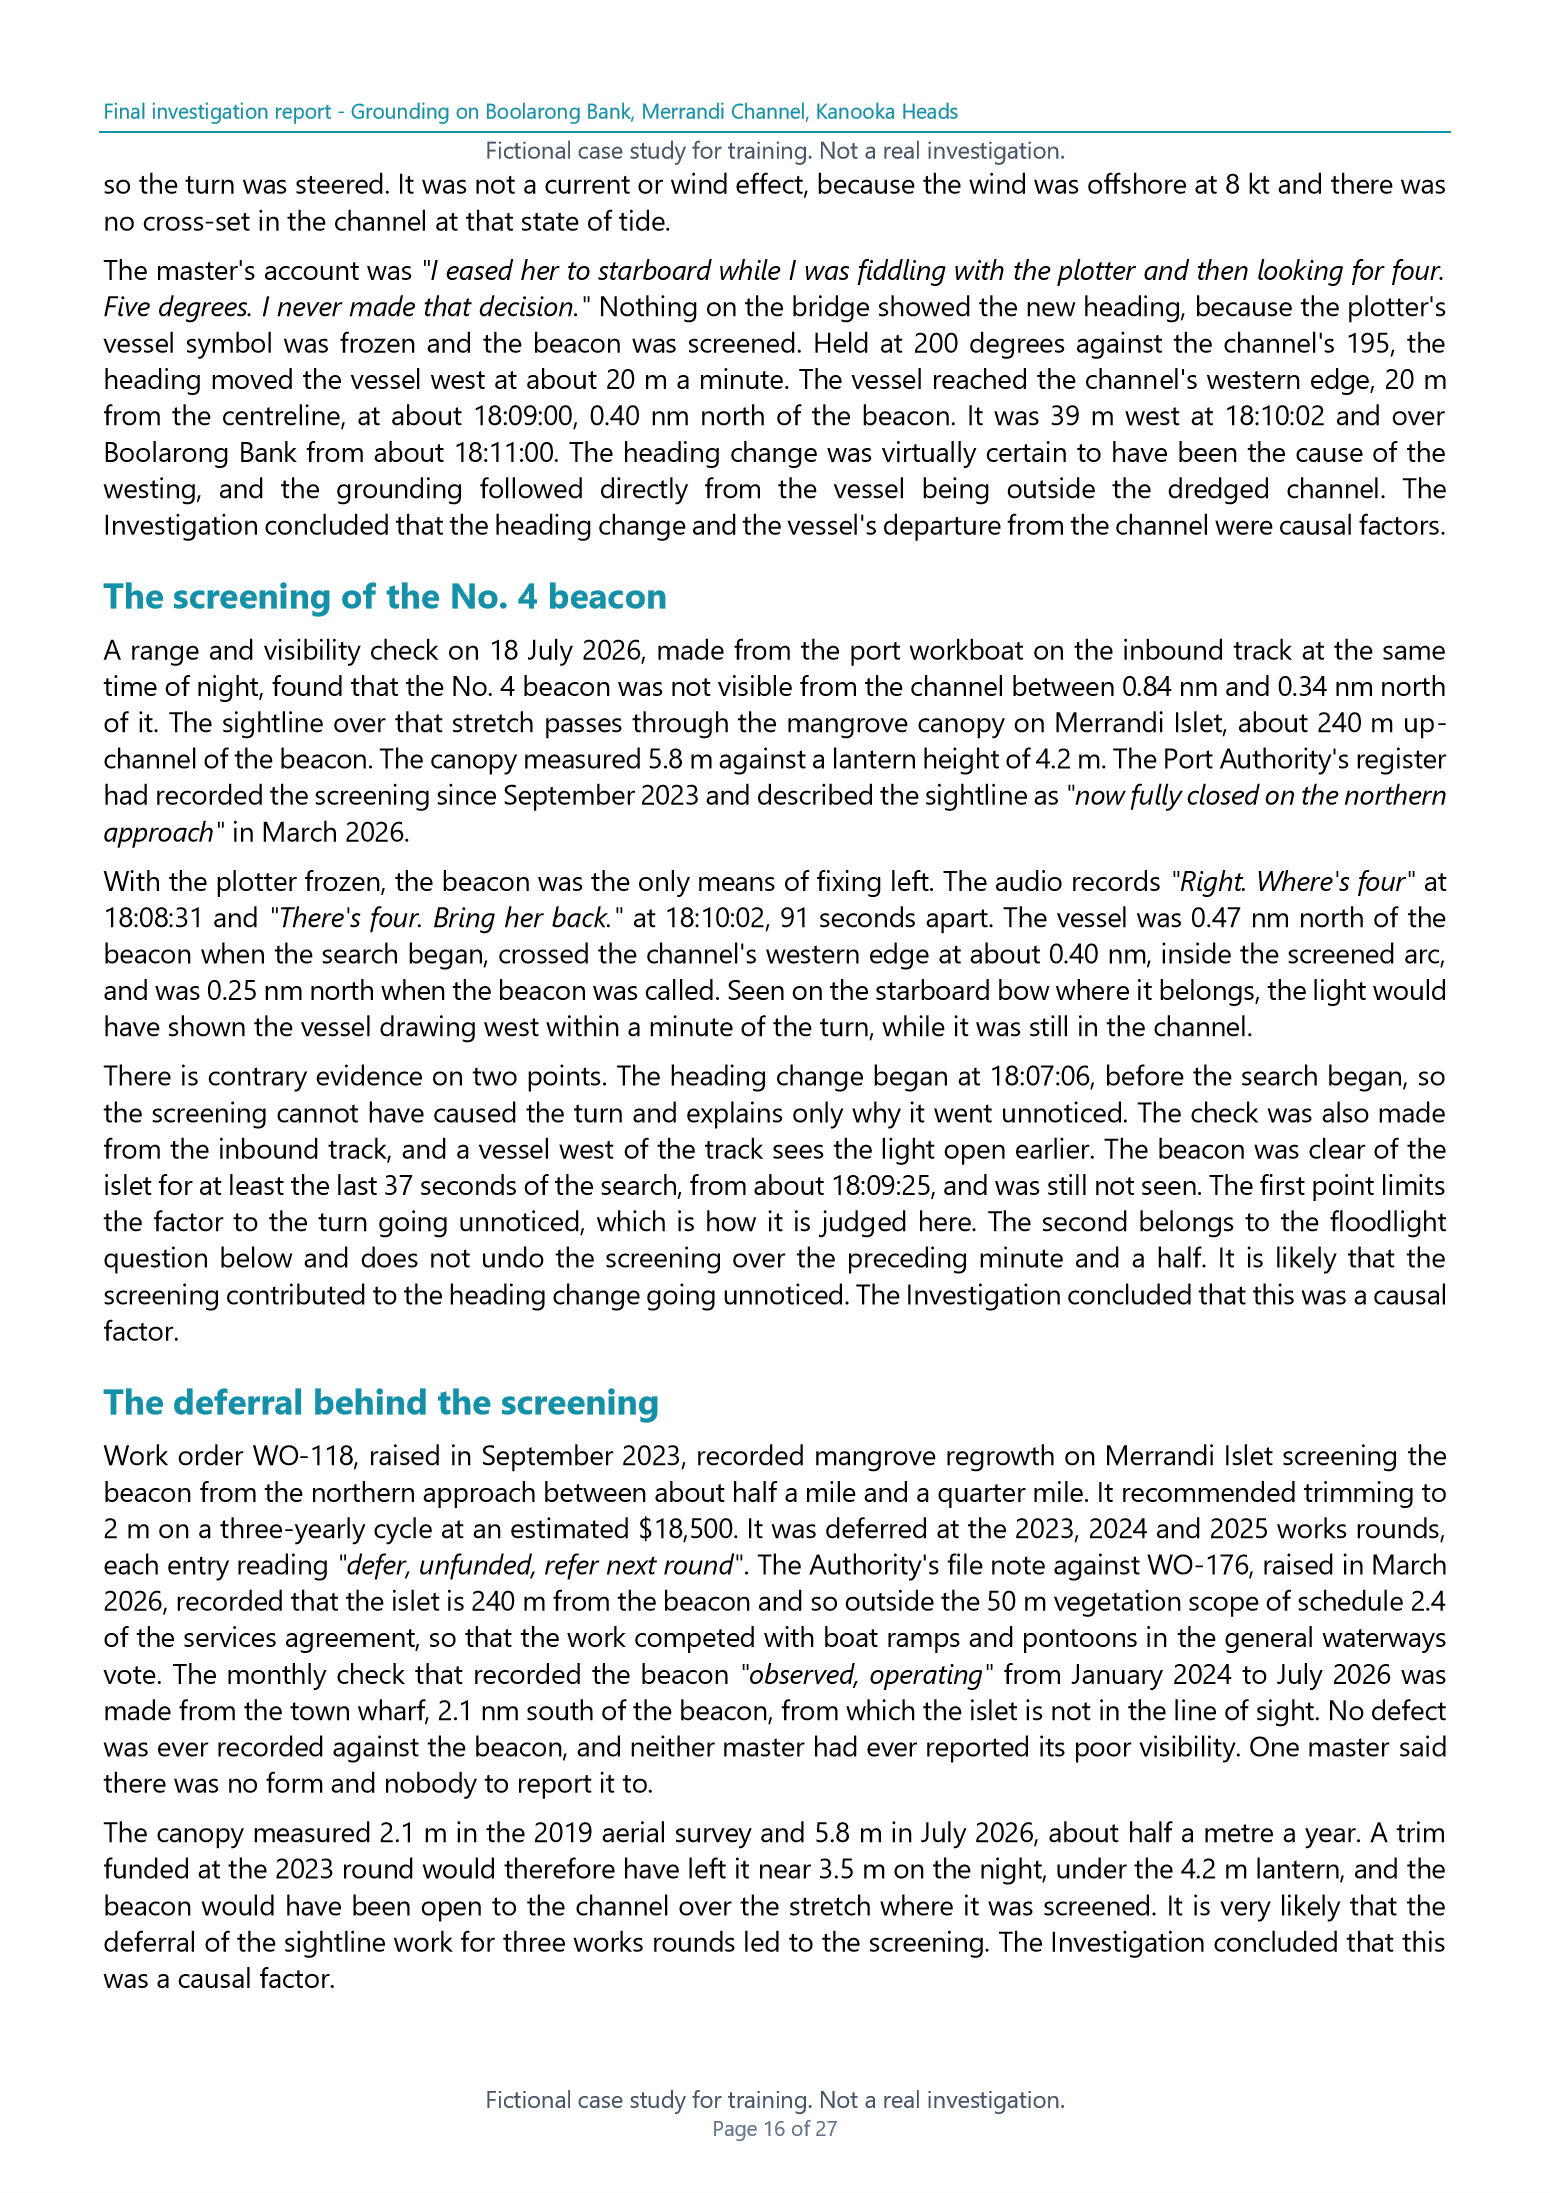 Final investigation report - Grounding on Boolarong Bank, Merrandi Channel, Kanooka Heads
Fictional case study for training. Not a real investigation.
so the turn was steered. It was not a current or wind effect, because the wind was offshore at 8 kt and there was
no cross-set in the channel at that state of tide.
The master's account was "I eased her to starboard while I was fiddling with the plotter and then looking for four.
Five degrees. I never made that decision." Nothing on the bridge showed the new heading, because the plotter's
vessel symbol was frozen and the beacon was screened. Held at 200 degrees against the channel's 195, the
heading moved the vessel west at about 20 m a minute. The vessel reached the channel's western edge, 20 m
from the centreline, at about 18:09:00, 0.40 nm north of the beacon. It was 39 m west at 18:10:02 and over
Boolarong Bank from about 18:11:00. The heading change was virtually certain to have been the cause of the
westing, and the grounding followed directly from the vessel being outside the dredged channel. The
Investigation concluded that the heading change and the vessel's departure from the channel were causal factors.
The screening of the No. 4 beacon
A range and visibility check on 18 July 2026, made from the port workboat on the inbound track at the same
time of night, found that the No. 4 beacon was not visible from the channel between 0.84 nm and 0.34 nm north
of it. The sightline over that stretch passes through the mangrove canopy on Merrandi Islet, about 240 m up-
channel of the beacon. The canopy measured 5.8 m against a lantern height of 4.2 m. The Port Authority's register
had recorded the screening since September 2023 and described the sightline as "now fully closed on the northern
approach" in March 2026.
With the plotter frozen, the beacon was the only means of fixing left. The audio records "Right. Where's four" at
18:08:31 and "There's four. Bring her back." at 18:10:02, 91 seconds apart. The vessel was 0.47 nm north of the
beacon when the search began, crossed the channel's western edge at about 0.40 nm, inside the screened arc,
and was 0.25 nm north when the beacon was called. Seen on the starboard bow where it belongs, the light would
have shown the vessel drawing west within a minute of the turn, while it was still in the channel.
There is contrary evidence on two points. The heading change began at 18:07:06, before the search began, so
the screening cannot have caused the turn and explains only why it went unnoticed. The check was also made
from the inbound track, and a vessel west of the track sees the light open earlier. The beacon was clear of the
islet for at least the last 37 seconds of the search, from about 18:09:25, and was still not seen. The first point limits
the factor to the turn going unnoticed, which is how it is judged here. The second belongs to the floodlight
question below and does not undo the screening over the preceding minute and a half. It is likely that the
screening contributed to the heading change going unnoticed. The Investigation concluded that this was a causal
factor.
The deferral behind the screening
Work order WO-118, raised in September 2023, recorded mangrove regrowth on Merrandi Islet screening the
beacon from the northern approach between about half a mile and a quarter mile. It recommended trimming to
2 m on a three-yearly cycle at an estimated $18,500. It was deferred at the 2023, 2024 and 2025 works rounds,
each entry reading "defer, unfunded, refer next round". The Authority's file note against WO-176, raised in March
2026, recorded that the islet is 240 m from the beacon and so outside the 50 m vegetation scope of schedule 2.4
of the services agreement, so that the work competed with boat ramps and pontoons in the general waterways
vote. The monthly check that recorded the beacon "observed, operating" from January 2024 to July 2026 was
made from the town wharf, 2.1 nm south of the beacon, from which the islet is not in the line of sight. No defect
was ever recorded against the beacon, and neither master had ever reported its poor visibility. One master said
there was no form and nobody to report it to.
The canopy measured 2.1 m in the 2019 aerial survey and 5.8 m in July 2026, about half a metre a year. A trim
funded at the 2023 round would therefore have left it near 3.5 m on the night, under the 4.2 m lantern, and the
beacon would have been open to the channel over the stretch where it was screened. It is very likely that the
deferral of the sightline work for three works rounds led to the screening. The Investigation concluded that this
was a causal factor.
Fictional case study for training. Not a real investigation.
Page 16 of 27